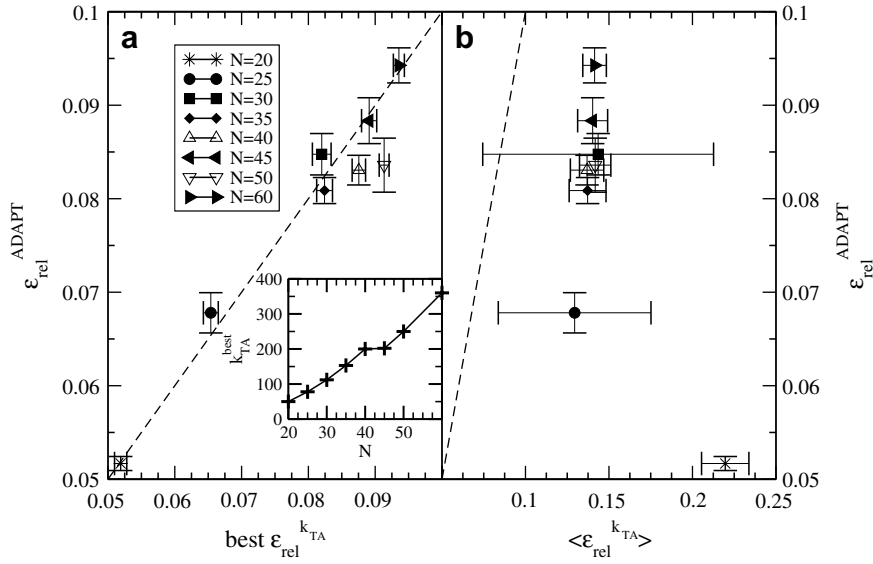 a
b
N=20
N=25
N=30
N=35
N=40
N=45
N=50
N=60
0.1
0.09
0.08
0.07
0.06
0.05
ε_rel^ADAPT
0.05 0.06 0.07 0.08 0.09
best ε_rel^k_TA
400
300
200
100
0
k_TA^best
20 30 40 50
N
0.1 0.15 0.2 0.25
<ε_rel^k_TA>
0.1
0.09
0.08
0.07
0.06
0.05
ε_rel^ADAPT